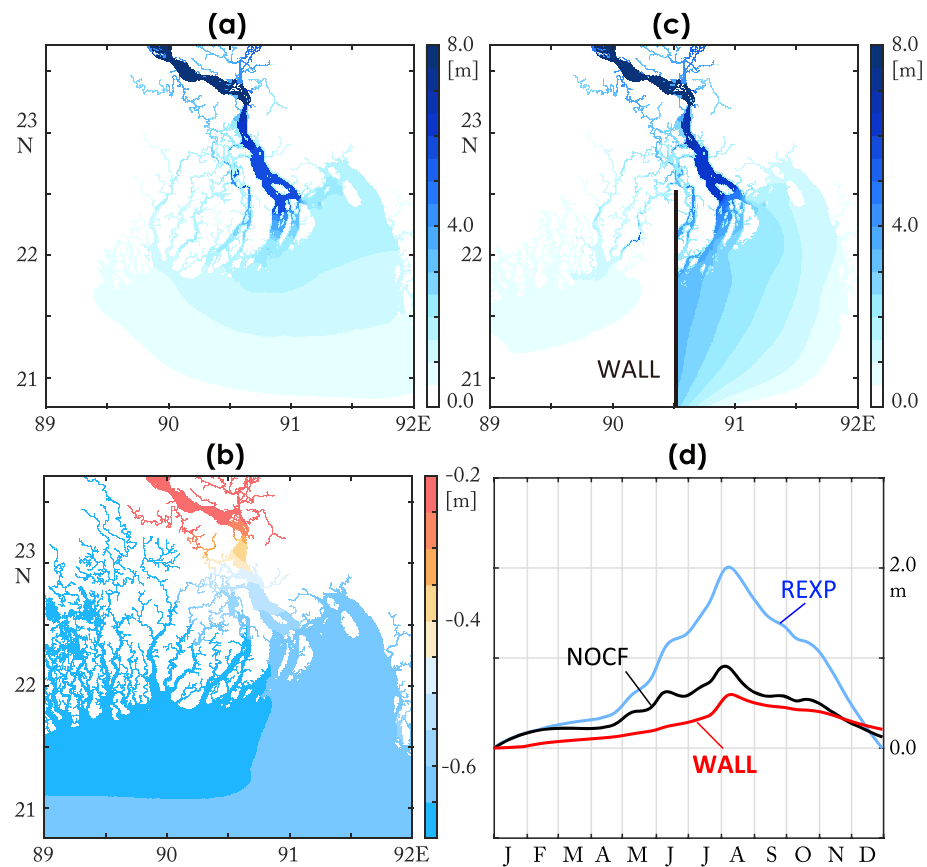 (a)
8.0
[m]
23
N
4.0
22
21
0.0
89 90 91 92E
(c)
8.0
[m]
23
N
4.0
22
WALL
21
0.0
89 90 91 92E
(b)
−0.2
[m]
23
N
−0.4
22
−0.6
21
89 90 91 92E
(d)
2.0
m
REXP
NOCF
0.0
WALL
J F M A M J J A S O N D